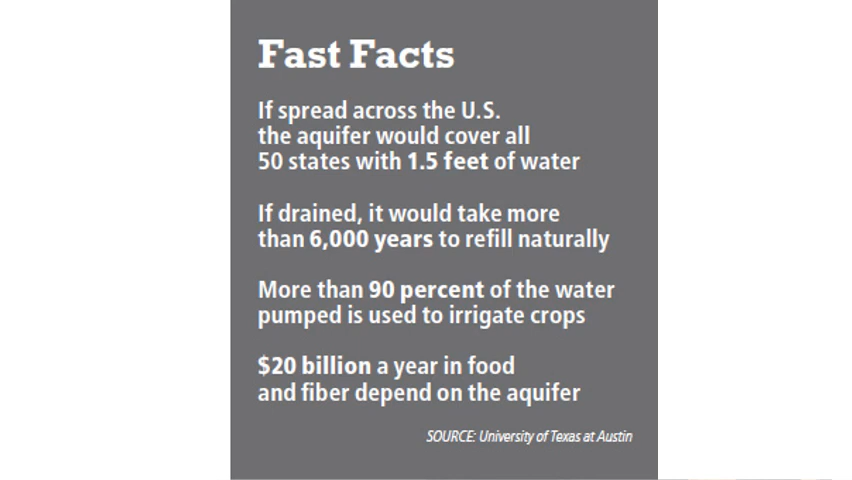 Fast Facts
If spread across the U.S.
the aquifer would cover all
50 states with 1.5 feet of water
If drained, it would take more
than 6,000 years to refill naturally
More than 90 percent of the water
pumped is used to irrigate crops
$20 billion a year in food
and fiber depend on the aquifer
SOURCE: University of Texas at Austin